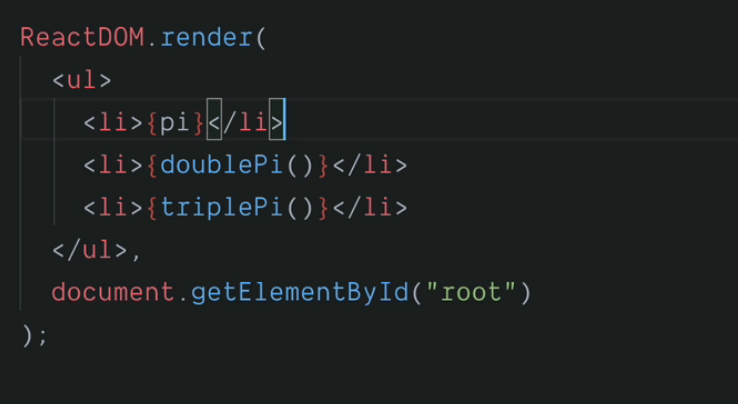 ReactDOM.render(
  <ul>
    <li>{pi}</li>
    <li>{doublePi()}</li>
    <li>{triplePi()}</li>
  </ul>,
  document.getElementById("root")
);